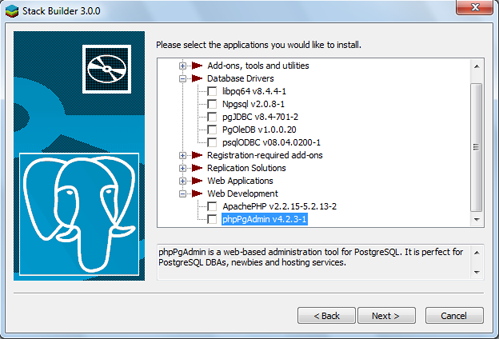 Stack Builder 3.0.0
Please select the applications you would like to install.
Add-ons, tools and utilities
Database Drivers
libpq64 v8.4.4-1
Npgsql v2.0.8-1
pgJDBC v8.4-701-2
PgOleDB v1.0.0.20
psqlODBC v08.04.0200-1
Registration-required add-ons
Replication Solutions
Web Applications
Web Development
ApachePHP v2.2.15-5.2.13-2
phpPgAdmin v4.2.3-1
phpPgAdmin is a web-based administration tool for PostgreSQL. It is perfect for
PostgreSQL DBAs, newbies and hosting services.
< Back
Next >
Cancel